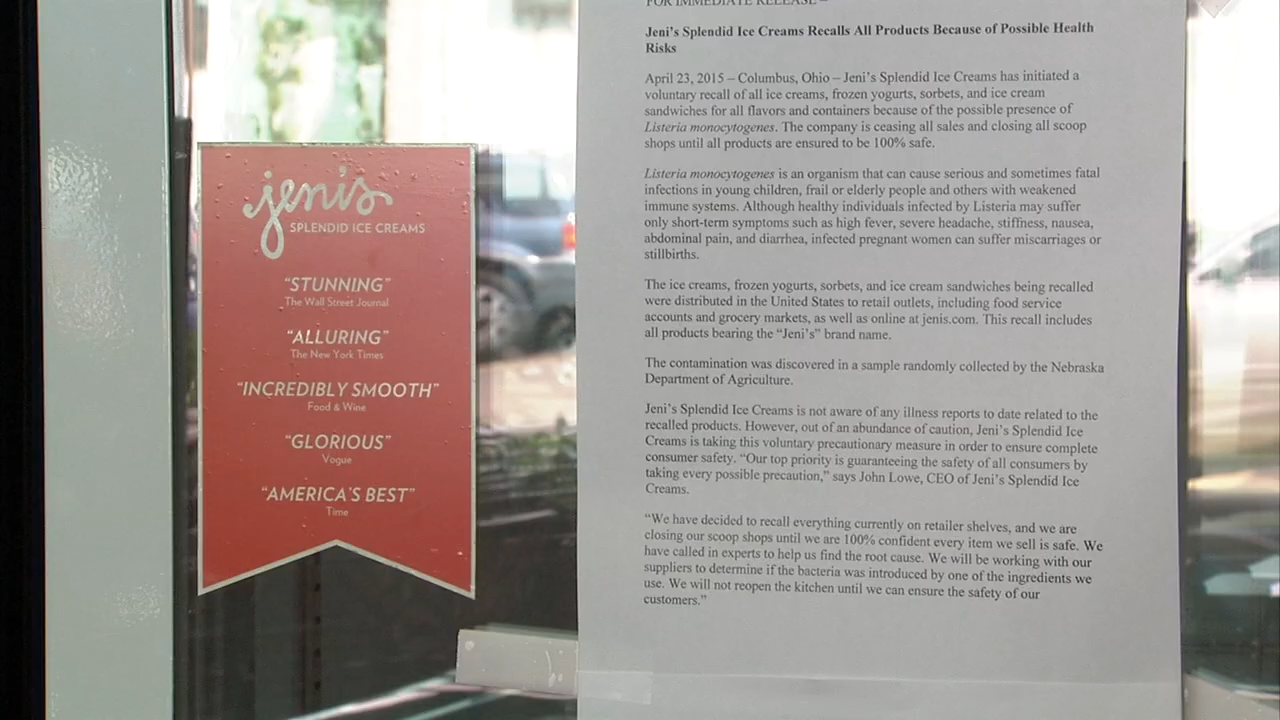 jeni's
SPLENDID ICE CREAMS
"STUNNING"
The Wall Street Journal
"ALLURING"
The New York Times
"INCREDIBLY SMOOTH"
Food & Wine
"GLORIOUS"
Vogue
"AMERICA'S BEST"
Time
FOR IMMEDIATE RELEASE –
Jeni's Splendid Ice Creams Recalls All Products Because of Possible Health
Risks
April 23, 2015 – Columbus, Ohio – Jeni's Splendid Ice Creams has initiated a
voluntary recall of all ice creams, frozen yogurts, sorbets, and ice cream
sandwiches for all flavors and containers because of the possible presence of
Listeria monocytogenes. The company is ceasing all sales and closing all scoop
shops until all products are ensured to be 100% safe.
Listeria monocytogenes is an organism that can cause serious and sometimes fatal
infections in young children, frail or elderly people and others with weakened
immune systems. Although healthy individuals infected by Listeria may suffer
only short-term symptoms such as high fever, severe headache, stiffness, nausea,
abdominal pain, and diarrhea, infected pregnant women can suffer miscarriages or
stillbirths.
The ice creams, frozen yogurts, sorbets, and ice cream sandwiches being recalled
were distributed in the United States to retail outlets, including food service
accounts and grocery markets, as well as online at jenis.com. This recall includes
all products bearing the "Jeni's" brand name.
The contamination was discovered in a sample randomly collected by the Nebraska
Department of Agriculture.
Jeni's Splendid Ice Creams is not aware of any illness reports to date related to the
recalled products. However, out of an abundance of caution, Jeni's Splendid Ice
Creams is taking this voluntary precautionary measure in order to ensure complete
consumer safety. "Our top priority is guaranteeing the safety of all consumers by
taking every possible precaution," says John Lowe, CEO of Jeni's Splendid Ice
Creams.
"We have decided to recall everything currently on retailer shelves, and we are
closing our scoop shops until we are 100% confident every item we sell is safe. We
have called in experts to help us find the root cause. We will be working with our
suppliers to determine if the bacteria was introduced by one of the ingredients we
use. We will not reopen the kitchen until we can ensure the safety of our
customers."